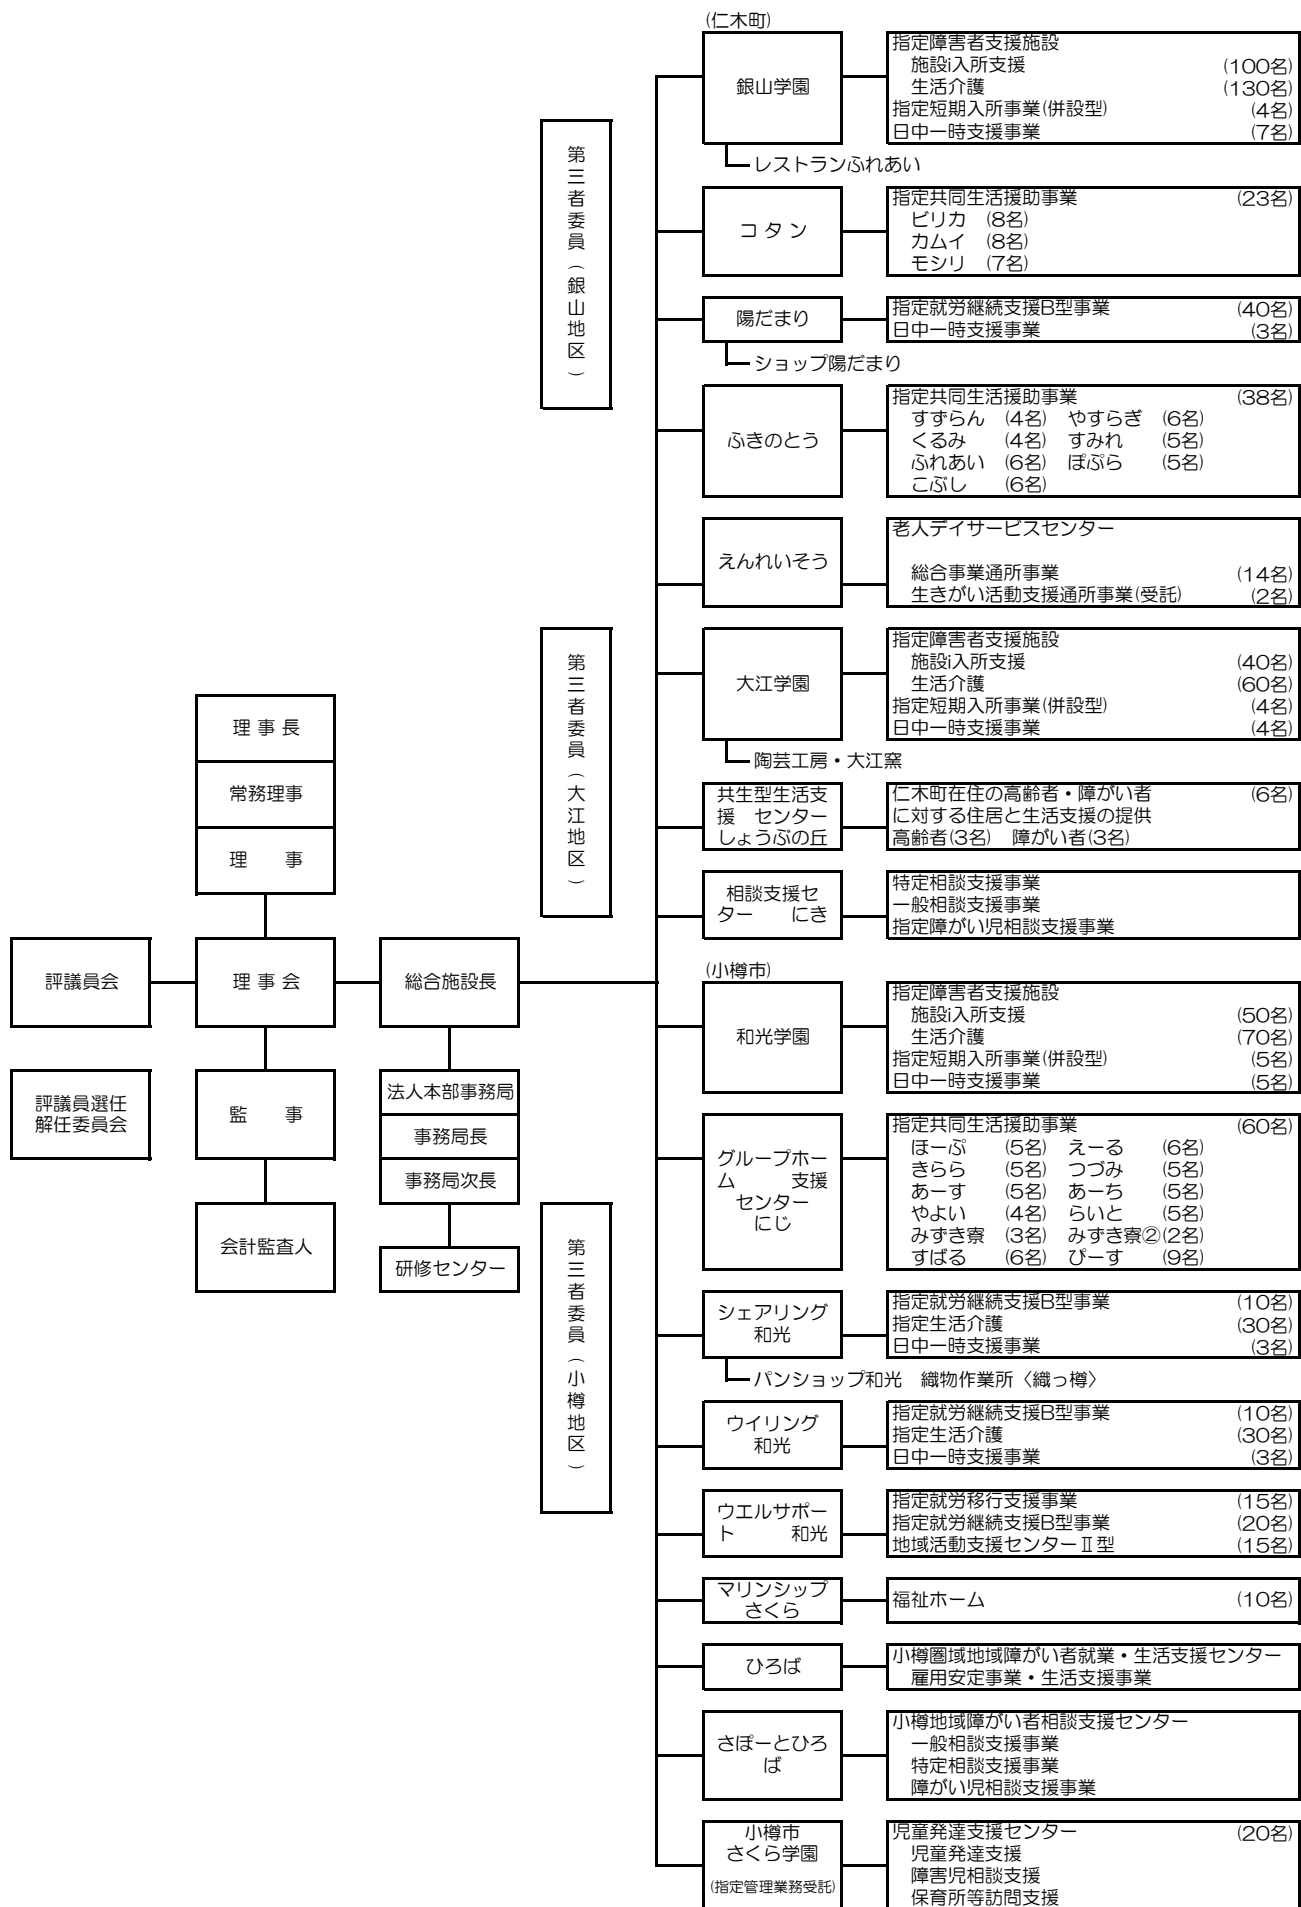 (仁木町)
銀山学園
指定障害者支援施設
施設i入所支援 (100名)
生活介護 (130名)
指定短期入所事業(併設型) (4名)
日中一時支援事業 (7名)
レストランふれあい
コタン
指定共同生活援助事業 (23名)
ピリカ (8名)
カムイ (8名)
モシリ (7名)
陽だまり
指定就労継続支援B型事業 (40名)
日中一時支援事業 (3名)
ショップ陽だまり
ふきのとう
指定共同生活援助事業 (38名)
すずらん (4名) やすらぎ (6名)
くるみ (4名) すみれ (5名)
ふれあい (6名) ぽぷら (5名)
こぶし (6名)
えんれいそう
老人デイサービスセンター
総合事業通所事業 (14名)
生きがい活動支援通所事業(受託) (2名)
大江学園
指定障害者支援施設
施設i入所支援 (40名)
生活介護 (60名)
指定短期入所事業(併設型) (4名)
日中一時支援事業 (4名)
陶芸工房・大江窯
共生型生活支
援 センター
しょうぶの丘
仁木町在住の高齢者・障がい者 (6名)
に対する住居と生活支援の提供
高齢者(3名) 障がい者(3名)
相談支援セ
ター にき
特定相談支援事業
一般相談支援事業
指定障がい児相談支援事業
(小樽市)
和光学園
指定障害者支援施設
施設i入所支援 (50名)
生活介護 (70名)
指定短期入所事業(併設型) (5名)
日中一時支援事業 (5名)
グループホー
ム 支援
センター
にじ
指定共同生活援助事業 (60名)
ほーぷ (5名) えーる (6名)
きらら (5名) つづみ (5名)
あーす (5名) あーち (5名)
やよい (4名) らいと (5名)
みずき寮 (3名) みずき寮②(2名)
すばる (6名) ぴーす (9名)
シェアリング
和光
指定就労継続支援B型事業 (10名)
指定生活介護 (30名)
日中一時支援事業 (3名)
パンショップ和光 織物作業所〈織っ樽〉
ウイリング
和光
指定就労継続支援B型事業 (10名)
指定生活介護 (30名)
日中一時支援事業 (3名)
ウエルサポー
ト 和光
指定就労移行支援事業 (15名)
指定就労継続支援B型事業 (20名)
地域活動支援センターⅡ型 (15名)
マリンシップ
さくら
福祉ホーム (10名)
ひろば
小樽圏域地域障がい者就業・生活支援センター
雇用安定事業・生活支援事業
さぽーとひろ
ば
小樽地域障がい者相談支援センター
一般相談支援事業
特定相談支援事業
障がい児相談支援事業
小樽市
さくら学園
(指定管理業務受託)
児童発達支援センター (20名)
児童発達支援
障害児相談支援
保育所等訪問支援
第三者委員(銀山地区)
第三者委員(大江地区)
第三者委員(小樽地区)
理事長
常務理事
理 事
評議員会
理事会
総合施設長
評議員選任
解任委員会
監 事
会計監査人
法人本部事務局
事務局長
事務局次長
研修センター